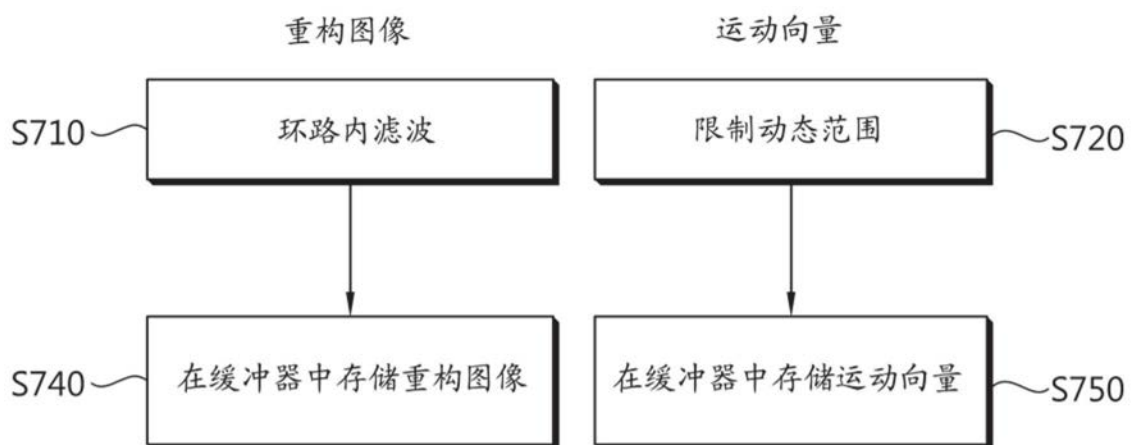 重构图像
运动向量
S710
环路内滤波
限制动态范围
S720
S740
在缓冲器中存储重构图像
在缓冲器中存储运动向量
S750